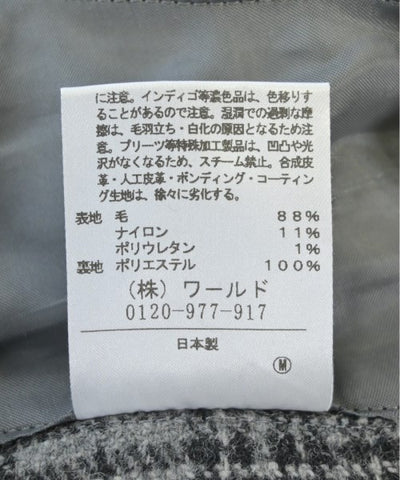 に注意。インディゴ等濃色品は、色移りす
ることがあるので注意。湿潤での過剰な摩
擦は、毛羽立ち・白化の原因となるため注
意。プリーツ等特殊加工製品は、凹凸や光
沢がなくなるため、スチーム禁止。合成皮
革・人工皮革・ボンディング・コーティン
グ生地は、徐々に劣化する。
表地 毛 88%
ナイロン 11%
ポリウレタン 1%
裏地 ポリエステル 100%
（株）ワールド
0120-977-917
日本製
M